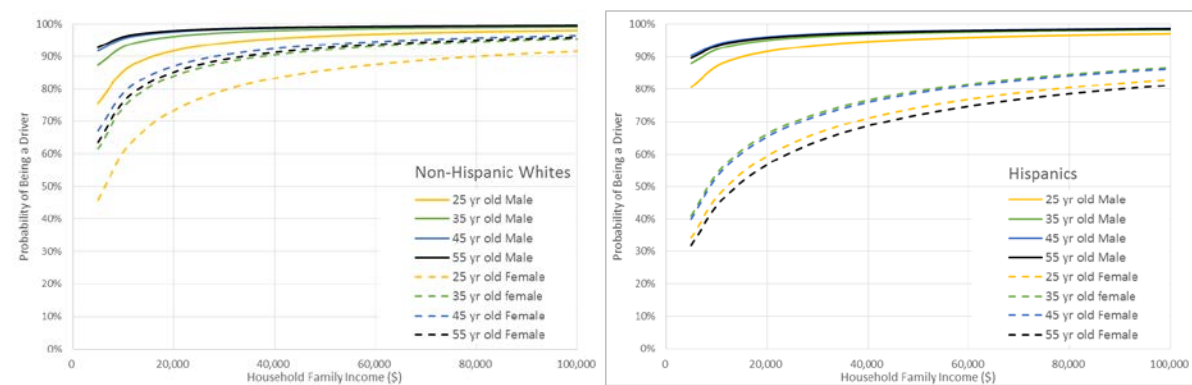 100%
90%
80%
70%
60%
50%
40%
30%
20%
10%
0%
Probability of Being a Driver
Non-Hispanic Whites
25 yr old Male
35 yr old Male
45 yr old Male
55 yr old Male
25 yr old Female
35 yr old female
45 yr old Female
55 yr old Female
0 20,000 40,000 60,000 80,000 100,000
Household Family Income ($)
100%
90%
80%
70%
60%
50%
40%
30%
20%
10%
0%
Probability of Being a Driver
Hispanics
25 yr old Male
35 yr old Male
45 yr old Male
55 yr old Male
25 yr old Female
35 yr old female
45 yr old Female
55 yr old Female
0 20,000 40,000 60,000 80,000 100,000
Household Family Income ($)